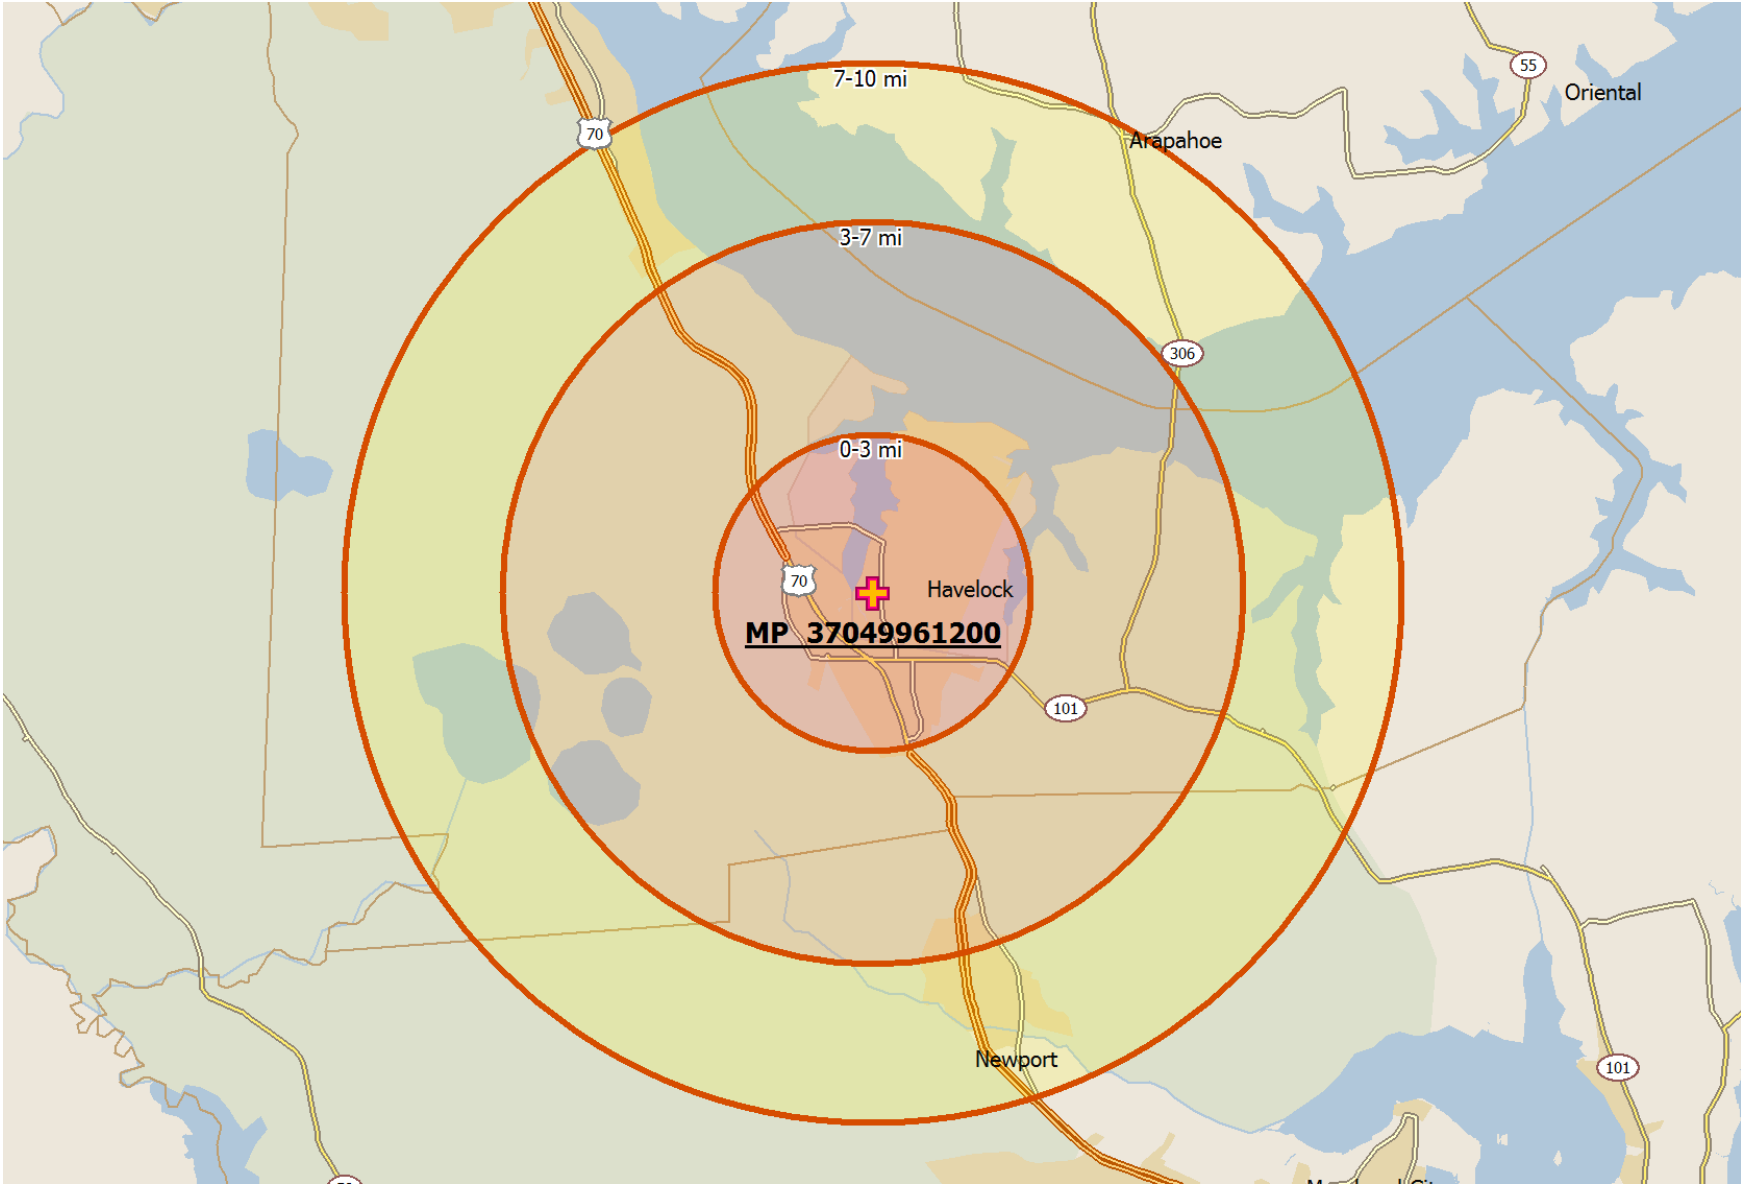 55
7-10 mi
Oriental
70
Arapahoe
3-7 mi
306
0-3 mi
70
Havelock
MP 37049961200
101
Newport
101